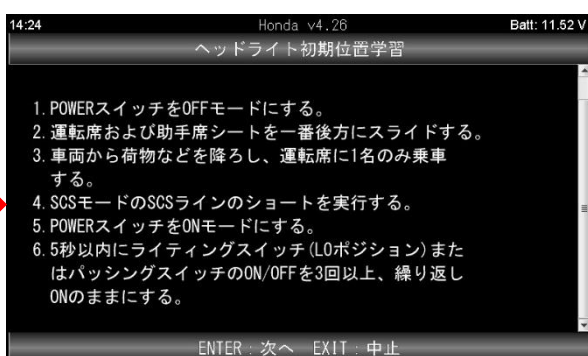 14:24 Honda v4.26 Batt: 11.52 V
ヘッドライト初期位置学習
1. POWERスイッチをOFFモードにする。
2. 運転席および助手席シートを一番後方にスライドする。
3. 車両から荷物などを降ろし、運転席に1名のみ乗車
する。
4. SCSモードのSCSラインのショートを実行する。
5. POWERスイッチをONモードにする。
6. 5秒以内にライティングスイッチ(LOポジション)また
はパッシングスイッチのON/OFFを3回以上、繰り返し
ONのままにする。
ENTER : 次へ EXIT : 中止